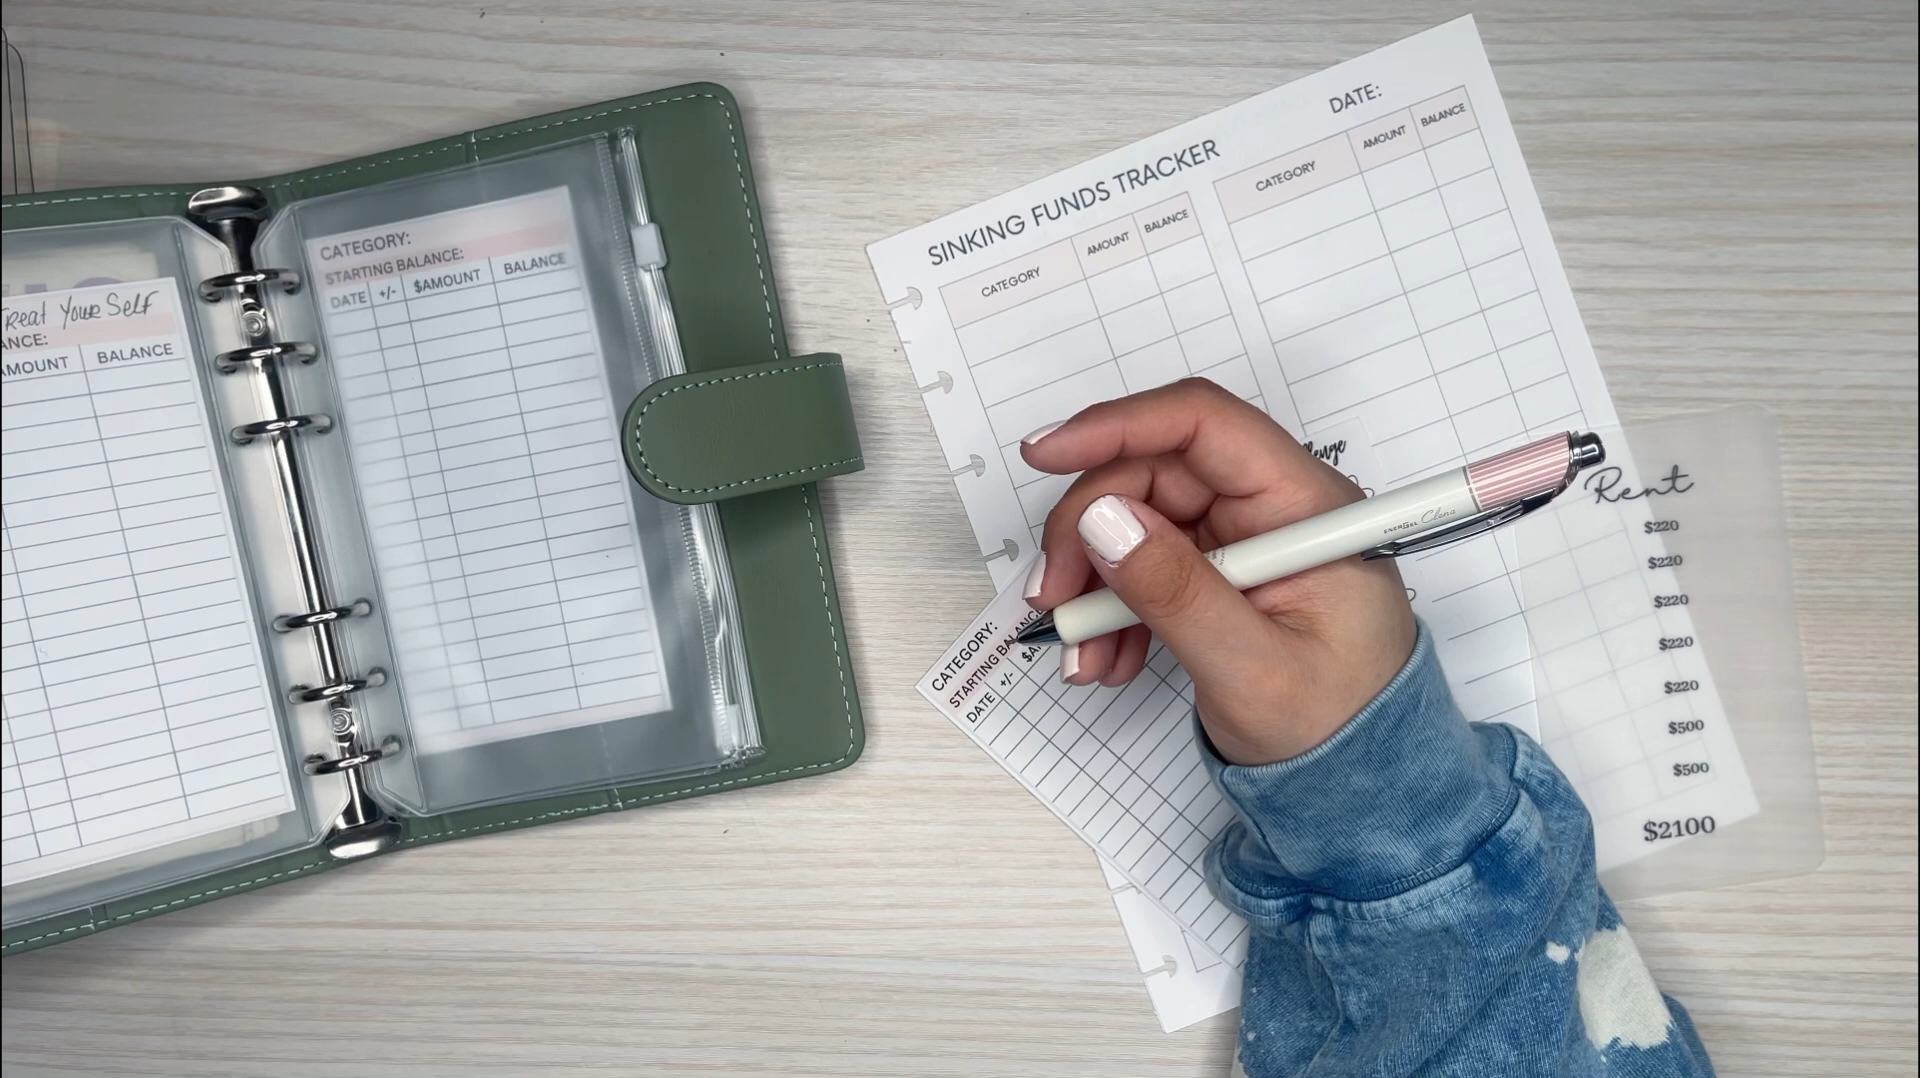 Treat Your Self
ANCE:
AMOUNT BALANCE
CATEGORY:
STARTING BALANCE:
DATE +/- $AMOUNT BALANCE
SINKING FUNDS TRACKER
DATE:
CATEGORY AMOUNT BALANCE
CATEGORY AMOUNT BALANCE
llenge
ENERGEL Clena
Rent
$220
$220
$220
$220
$220
$500
$500
$2100
CATEGORY:
STARTING BALANCE
DATE +/- $A